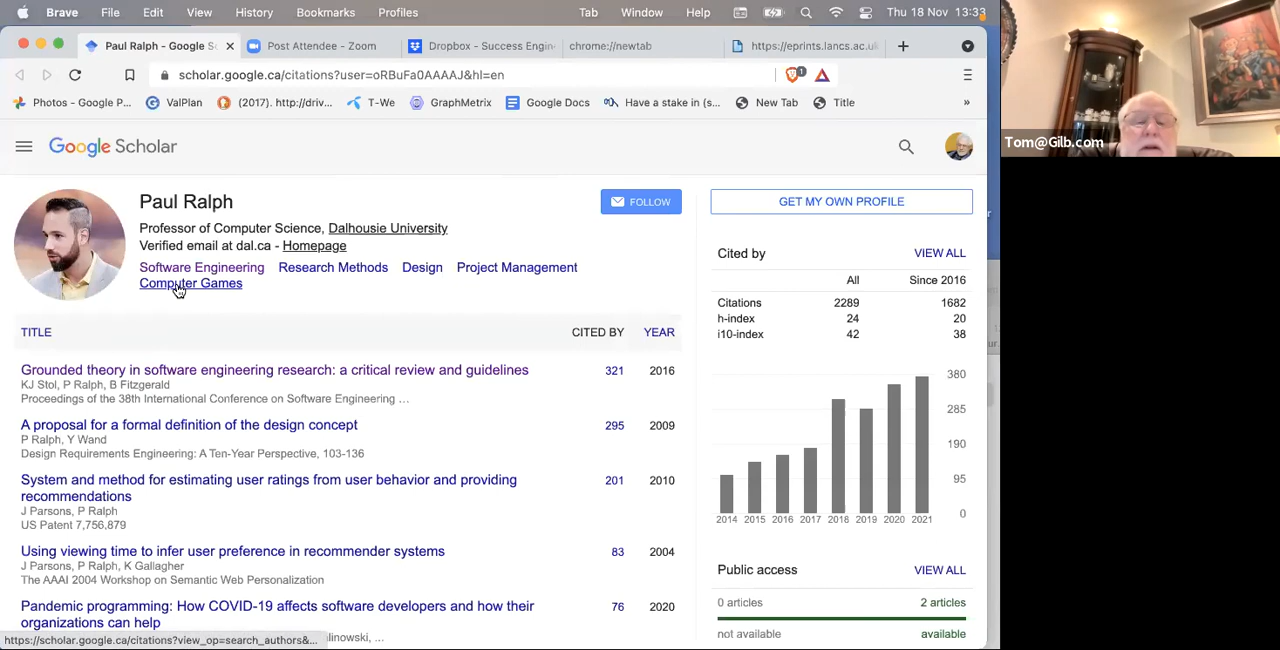 Brave File Edit View History Bookmarks Profiles Tab Window Help Thu 18 Nov 13:33
Paul Ralph - Google Sc Post Attendee - Zoom Dropbox - Success Engin chrome://newtab https://eprints.lancs.ac.uk
scholar.google.ca/citations?user=oRBuFa0AAAAJ&hl=en 1
Photos - Google P... ValPlan (2017). http://driv... T-We GraphMetrix Google Docs Have a stake in (s... New Tab Title »
Tom@Gilb.com
Google Scholar
Paul Ralph
FOLLOW
Professor of Computer Science, Dalhousie University
Verified email at dal.ca - Homepage
Software Engineering Research Methods Design Project Management
Computer Games
TITLE CITED BY YEAR
Grounded theory in software engineering research: a critical review and guidelines 321 2016
KJ Stol, P Ralph, B Fitzgerald
Proceedings of the 38th International Conference on Software Engineering …
A proposal for a formal definition of the design concept 295 2009
P Ralph, Y Wand
Design Requirements Engineering: A Ten-Year Perspective, 103-136
System and method for estimating user ratings from user behavior and providing 201 2010
recommendations
J Parsons, P Ralph
US Patent 7,756,879
Using viewing time to infer user preference in recommender systems 83 2004
J Parsons, P Ralph, K Gallagher
The AAAI 2004 Workshop on Semantic Web Personalization
Pandemic programming: How COVID-19 affects software developers and how their 76 2020
organizations can help
https://scholar.google.ca/citations?view_op=search_authors&... linowski, ...
GET MY OWN PROFILE
Cited by VIEW ALL
All Since 2016
Citations 2289 1682
h-index 24 20
i10-index 42 38
380
285
190
95
0
2014 2015 2016 2017 2018 2019 2020 2021
Public access VIEW ALL
0 articles 2 articles
not available available